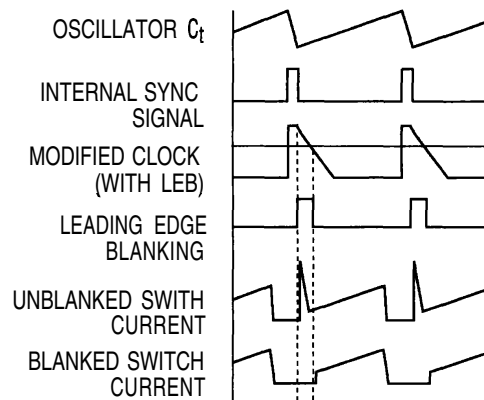 OSCILLATOR Ct
INTERNAL SYNC
SIGNAL
MODIFIED CLOCK
(WITH LEB)
LEADING EDGE
BLANKING
UNBLANKED SWITH
CURRENT
BLANKED SWITCH
CURRENT